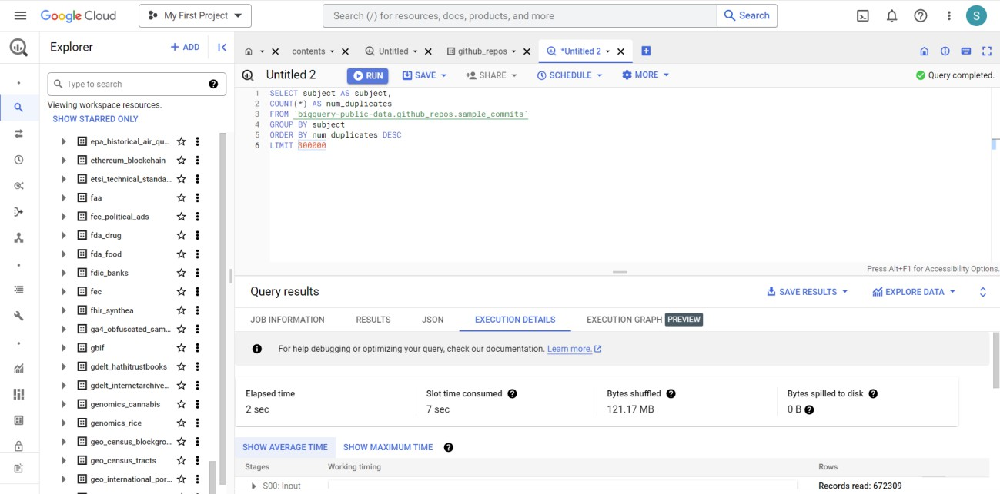 Google Cloud
My First Project
Search (/) for resources, docs, products, and more
Search
S
Explorer
+ ADD
contents
Untitled
github_repos
*Untitled 2
Type to search
Viewing workspace resources.
SHOW STARRED ONLY
epa_historical_air_qu...
ethereum_blockchain
etsi_technical_standa...
faa
fcc_political_ads
fda_drug
fda_food
fdic_banks
fec
fhir_synthea
ga4_obfuscated_sam...
gbif
gdelt_hathitrustbooks
gdelt_internetarchive...
genomics_cannabis
genomics_rice
geo_census_blockgro...
geo_census_tracts
geo_international_por...
Untitled 2
RUN
SAVE
SHARE
SCHEDULE
MORE
Query completed.
1 SELECT subject AS subject,
2 COUNT(*) AS num_duplicates
3 FROM `bigquery-public-data.github_repos.sample_commits`
4 GROUP BY subject
5 ORDER BY num_duplicates DESC
6 LIMIT 300000
Press Alt+F1 for Accessibility Options.
Query results
SAVE RESULTS
EXPLORE DATA
JOB INFORMATION
RESULTS
JSON
EXECUTION DETAILS
EXECUTION GRAPH PREVIEW
For help debugging or optimizing your query, check our documentation. Learn more.
Elapsed time
2 sec
Slot time consumed
7 sec
Bytes shuffled
121.17 MB
Bytes spilled to disk
0 B
SHOW AVERAGE TIME
SHOW MAXIMUM TIME
Stages
Working timing
Rows
S00: Input
Records read: 672309